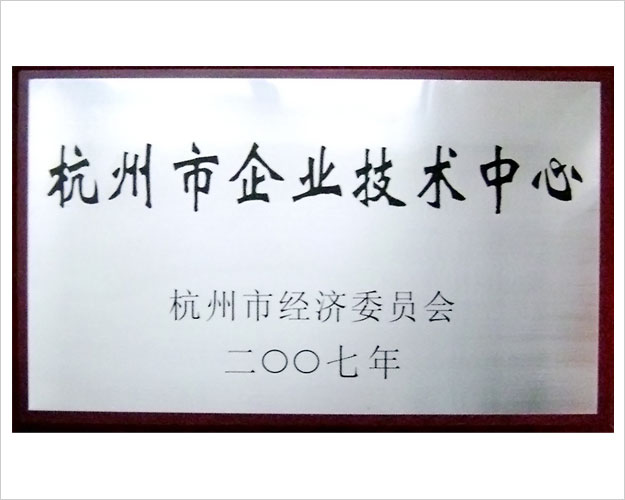 杭州市企业技术中心
杭州市经济委员会
二〇〇七年